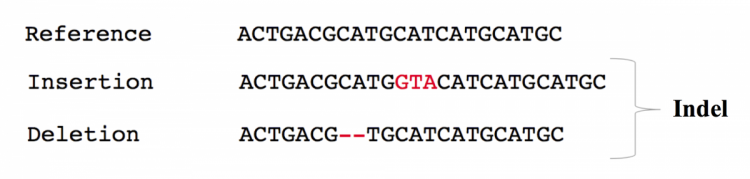 Reference ACTGACGCATGCATCATGCATGC
Insertion ACTGACGCATGGTACATCATGCATGC
Indel
Deletion ACTGACG--TGCATCATGCATGC